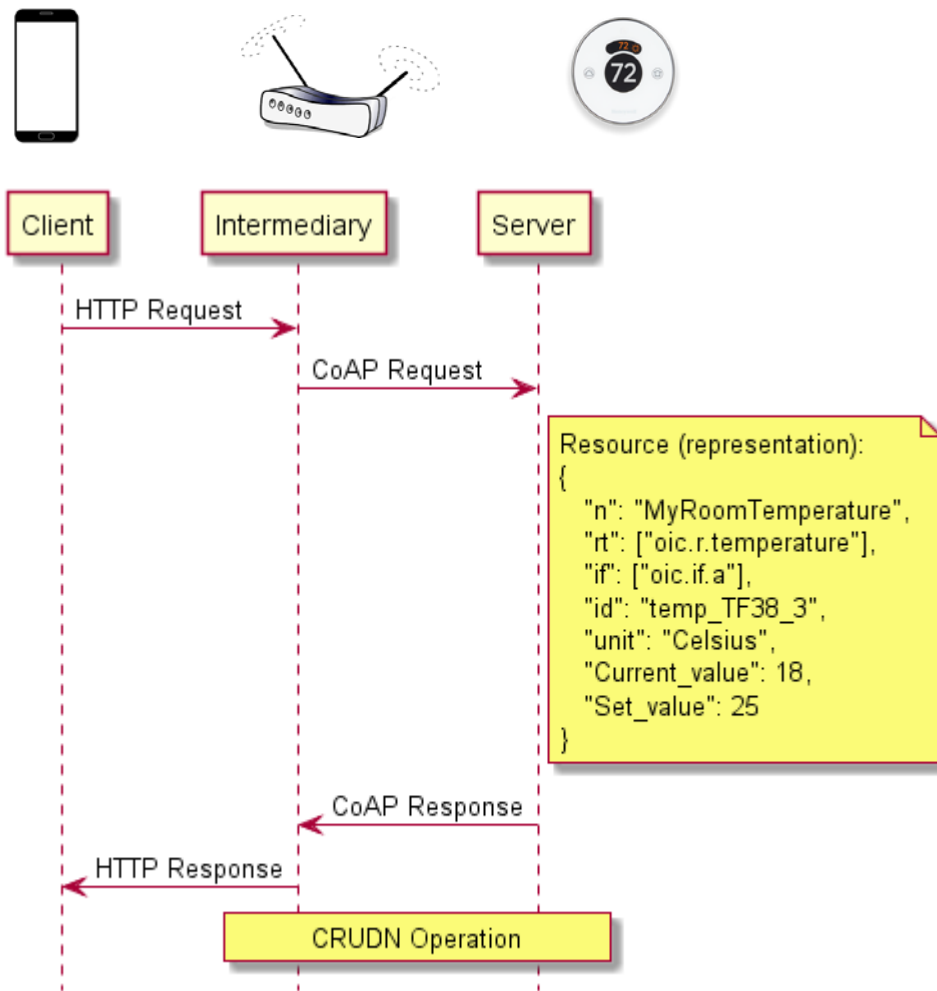 72
72
Client
Intermediary
Server
HTTP Request
CoAP Request
Resource (representation):
{
"n": "MyRoomTemperature",
"rt": ["oic.r.temperature"],
"if": ["oic.if.a"],
"id": "temp_TF38_3",
"unit": "Celsius",
"Current_value": 18,
"Set_value": 25
}
CoAP Response
HTTP Response
CRUDN Operation